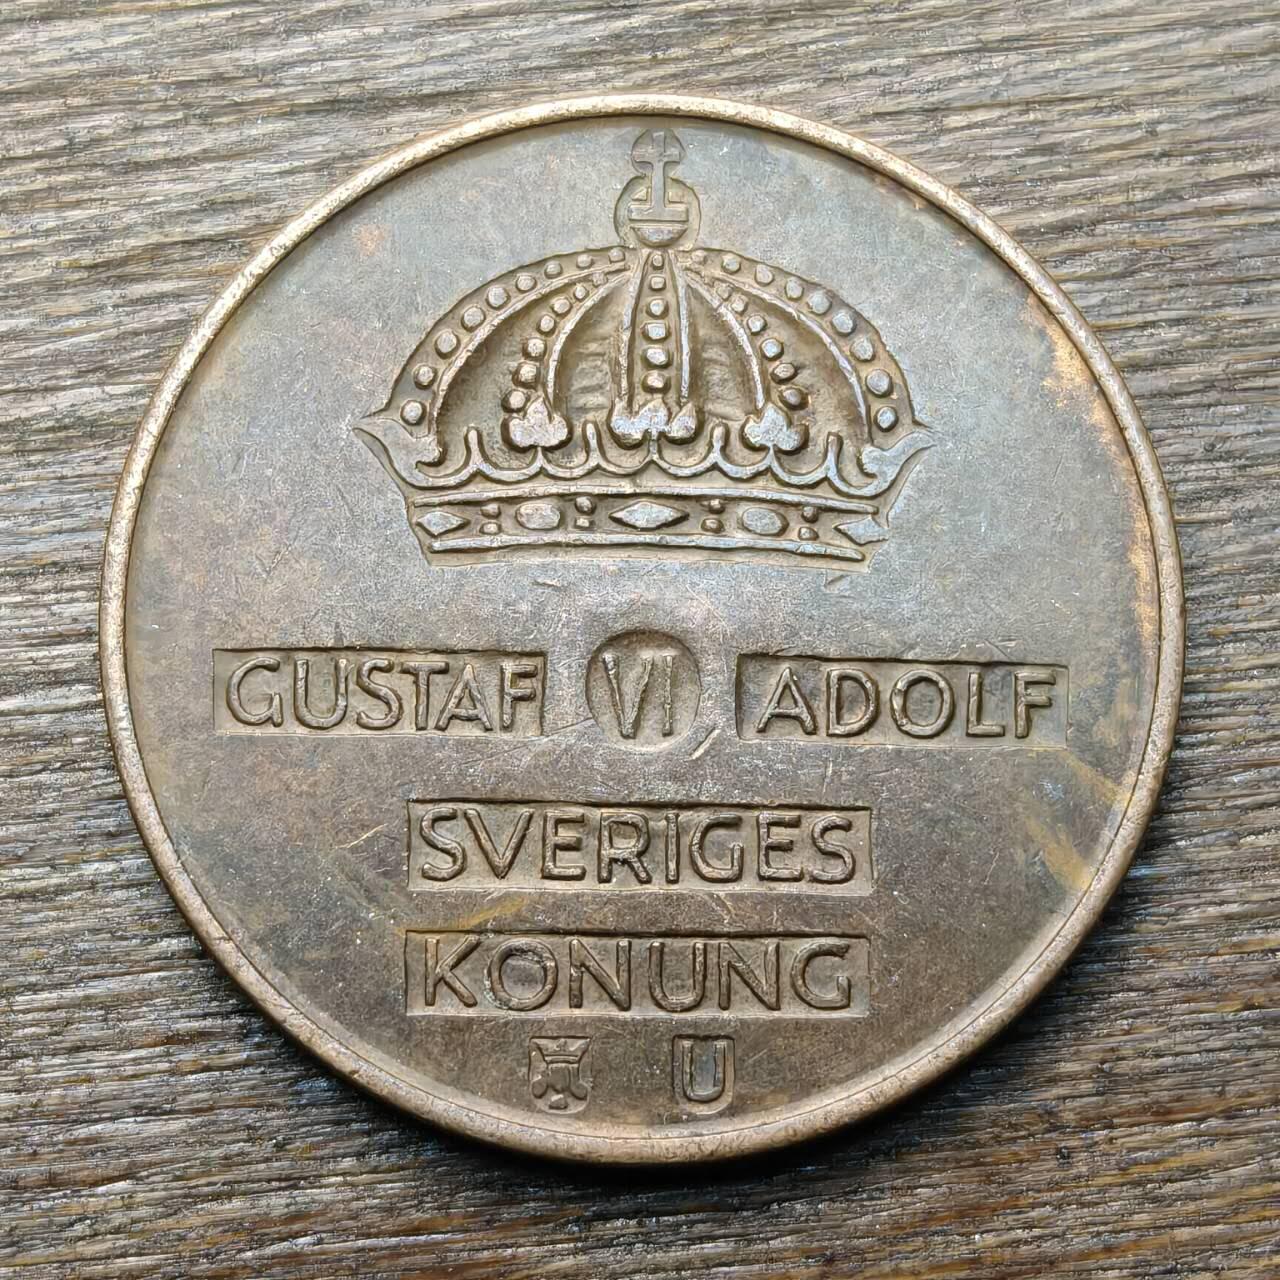 GUSTAF VI ADOLF
SVERIGES
KONUNG
U